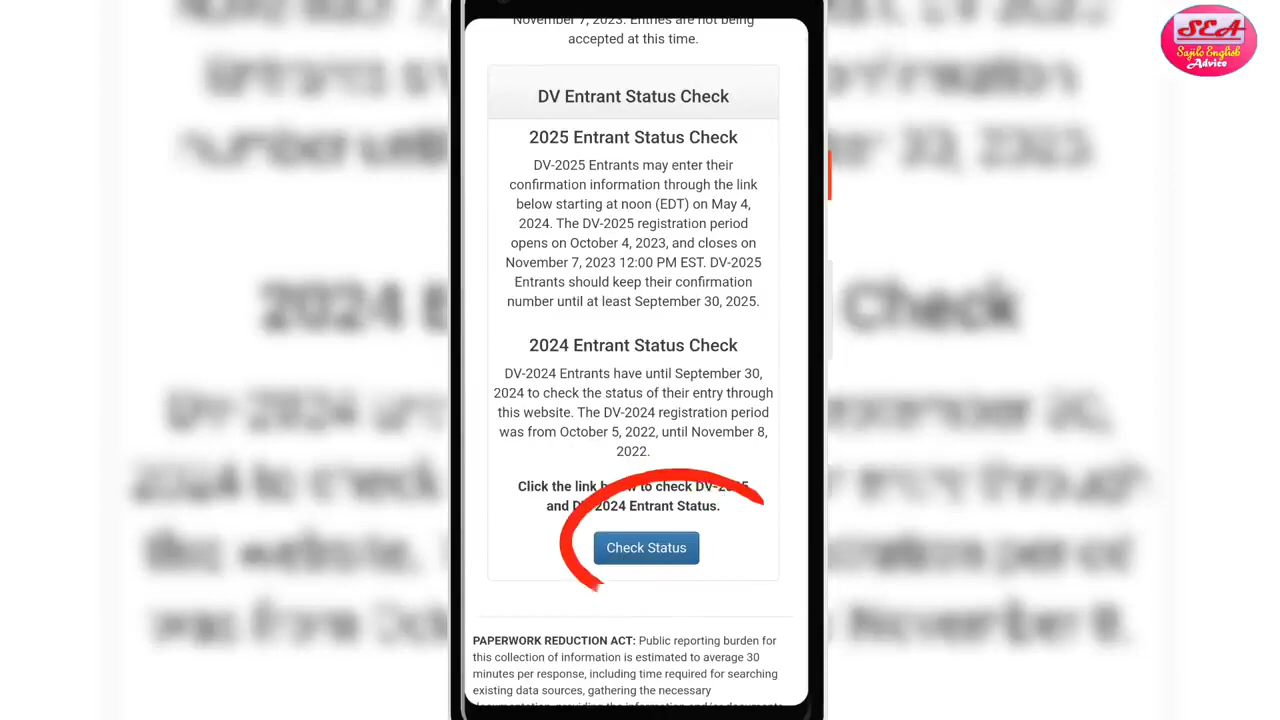 November 7, 2023. Entries are not being
accepted at this time.
DV Entrant Status Check
2025 Entrant Status Check
DV-2025 Entrants may enter their
confirmation information through the link
below starting at noon (EDT) on May 4,
2024. The DV-2025 registration period
opens on October 4, 2023, and closes on
November 7, 2023 12:00 PM EST. DV-2025
Entrants should keep their confirmation
number until at least September 30, 2025.
2024 Entrant Status Check
DV-2024 Entrants have until September 30,
2024 to check the status of their entry through
this website. The DV-2024 registration period
was from October 5, 2022, until November 8,
2022.
Click the link below to check DV-2025
and DV-2024 Entrant Status.
Check Status
PAPERWORK REDUCTION ACT: Public reporting burden for
this collection of information is estimated to average 30
minutes per response, including time required for searching
existing data sources, gathering the necessary
SEA
Sajilo English
Advice